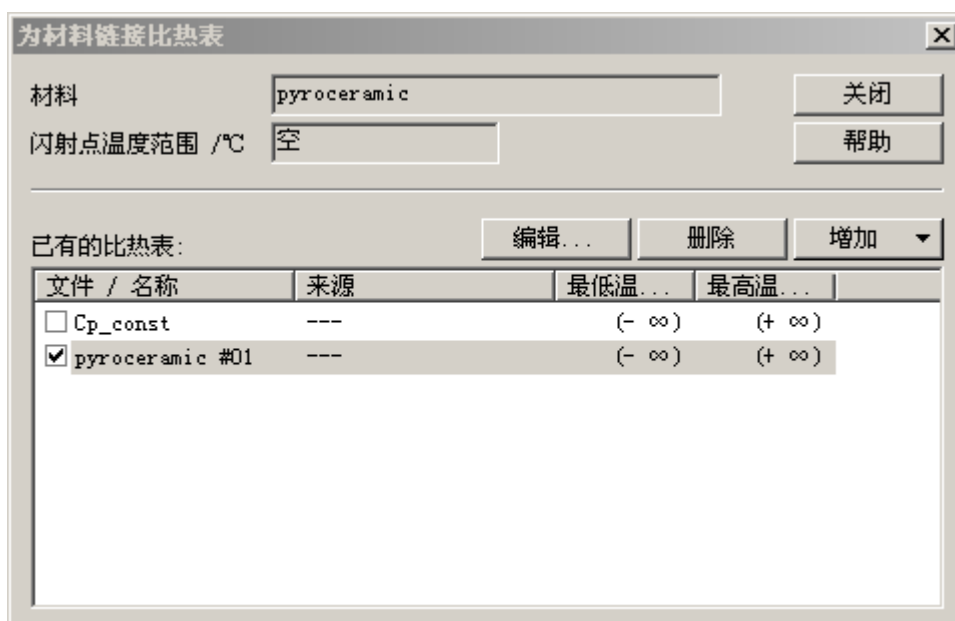 为材料链接比热表
材料 pyroceramic 关闭
闪射点温度范围 /℃ 空 帮助
已有的比热表: 编辑... 删除 增加
文件 / 名称 来源 最低温... 最高温...
Cp_const --- (- ∞) (+ ∞)
pyroceramic #01 --- (- ∞) (+ ∞)